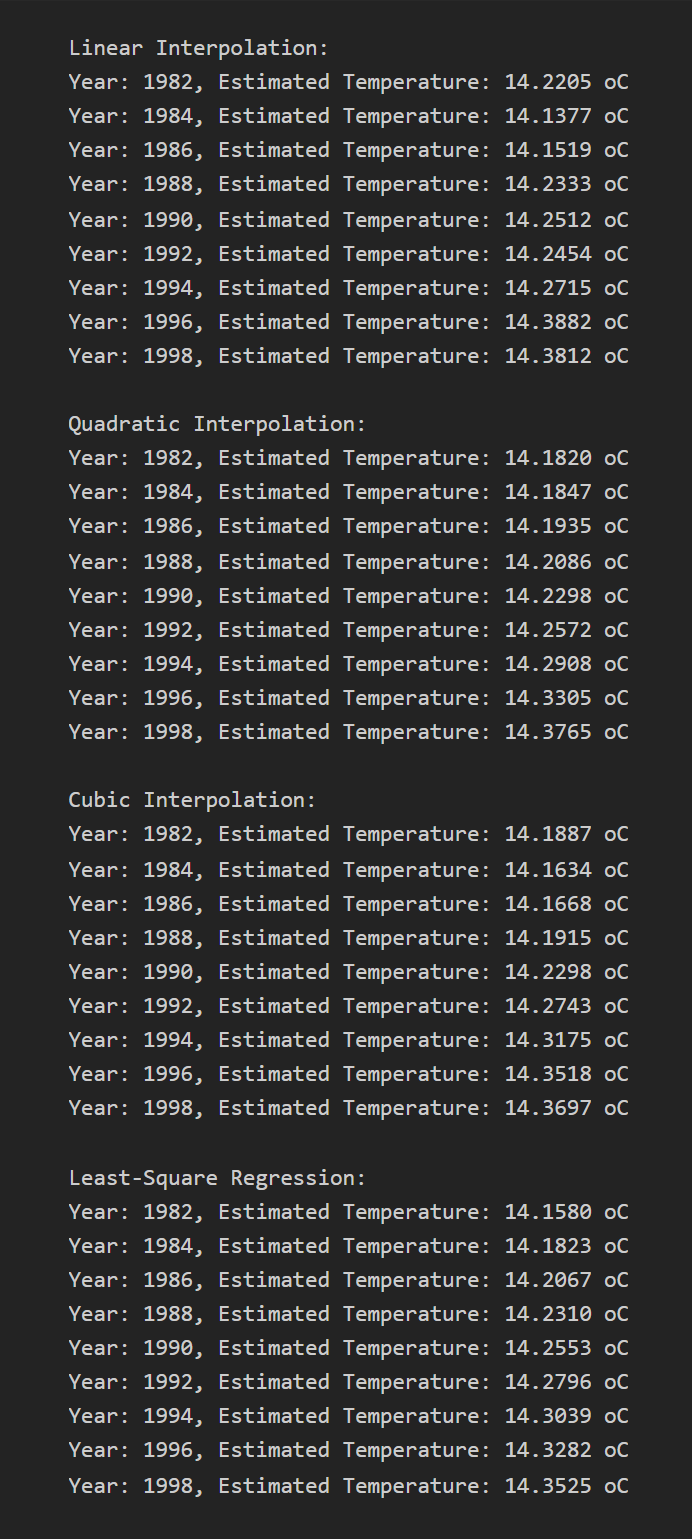 Linear Interpolation:
Year: 1982, Estimated Temperature: 14.2205 oC
Year: 1984, Estimated Temperature: 14.1377 oC
Year: 1986, Estimated Temperature: 14.1519 oC
Year: 1988, Estimated Temperature: 14.2333 oC
Year: 1990, Estimated Temperature: 14.2512 oC
Year: 1992, Estimated Temperature: 14.2454 oC
Year: 1994, Estimated Temperature: 14.2715 oC
Year: 1996, Estimated Temperature: 14.3882 oC
Year: 1998, Estimated Temperature: 14.3812 oC
Quadratic Interpolation:
Year: 1982, Estimated Temperature: 14.1820 oC
Year: 1984, Estimated Temperature: 14.1847 oC
Year: 1986, Estimated Temperature: 14.1935 oC
Year: 1988, Estimated Temperature: 14.2086 oC
Year: 1990, Estimated Temperature: 14.2298 oC
Year: 1992, Estimated Temperature: 14.2572 oC
Year: 1994, Estimated Temperature: 14.2908 oC
Year: 1996, Estimated Temperature: 14.3305 oC
Year: 1998, Estimated Temperature: 14.3765 oC
Cubic Interpolation:
Year: 1982, Estimated Temperature: 14.1887 oC
Year: 1984, Estimated Temperature: 14.1634 oC
Year: 1986, Estimated Temperature: 14.1668 oC
Year: 1988, Estimated Temperature: 14.1915 oC
Year: 1990, Estimated Temperature: 14.2298 oC
Year: 1992, Estimated Temperature: 14.2743 oC
Year: 1994, Estimated Temperature: 14.3175 oC
Year: 1996, Estimated Temperature: 14.3518 oC
Year: 1998, Estimated Temperature: 14.3697 oC
Least-Square Regression:
Year: 1982, Estimated Temperature: 14.1580 oC
Year: 1984, Estimated Temperature: 14.1823 oC
Year: 1986, Estimated Temperature: 14.2067 oC
Year: 1988, Estimated Temperature: 14.2310 oC
Year: 1990, Estimated Temperature: 14.2553 oC
Year: 1992, Estimated Temperature: 14.2796 oC
Year: 1994, Estimated Temperature: 14.3039 oC
Year: 1996, Estimated Temperature: 14.3282 oC
Year: 1998, Estimated Temperature: 14.3525 oC